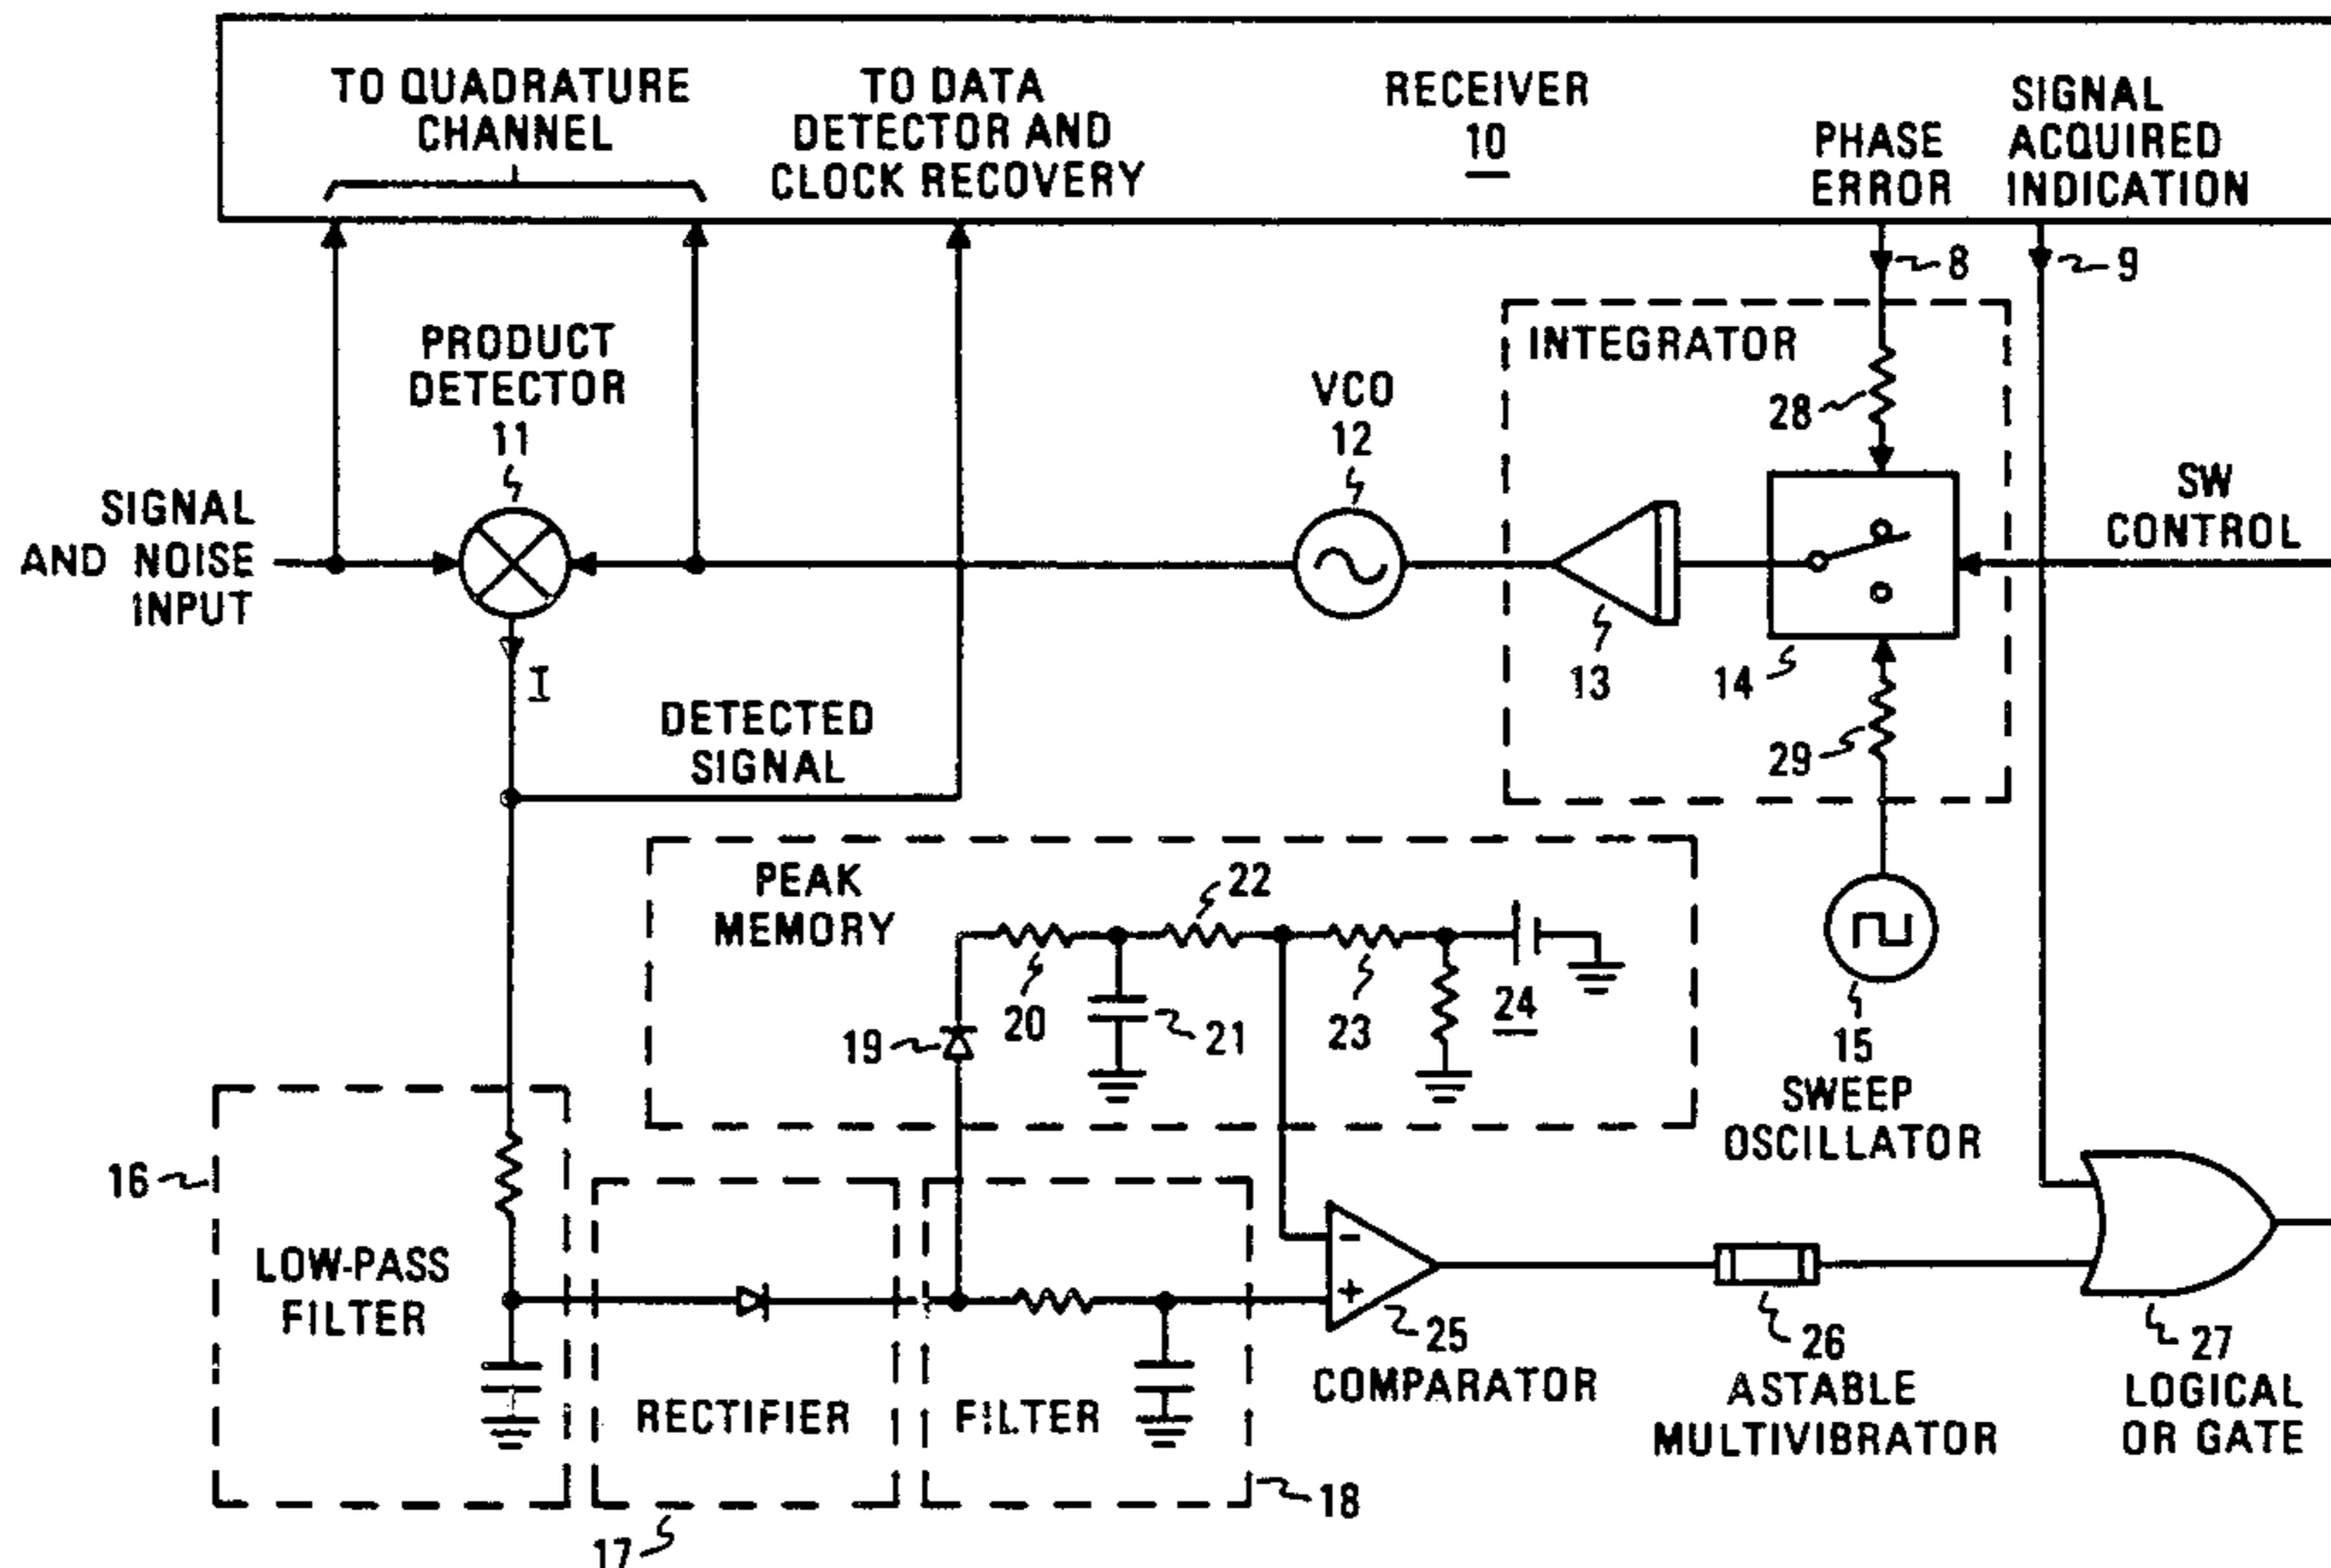 TO QUADRATURE
CHANNEL
TO DATA
DETECTOR AND
CLOCK RECOVERY
RECEIVER
10
PHASE
ERROR
SIGNAL
ACQUIRED
INDICATION
8
9
PRODUCT
DETECTOR
11
VCO
12
INTEGRATOR
28
SIGNAL
AND NOISE
INPUT
SW
CONTROL
13
14
I
29
DETECTED
SIGNAL
PEAK
MEMORY
22
20
21
23
24
19
15
SWEEP
OSCILLATOR
16
LOW-PASS
FILTER
-
+
25
COMPARATOR
26
ASTABLE
MULTIVIBRATOR
27
LOGICAL
OR GATE
RECTIFIER
FILTER
18
17